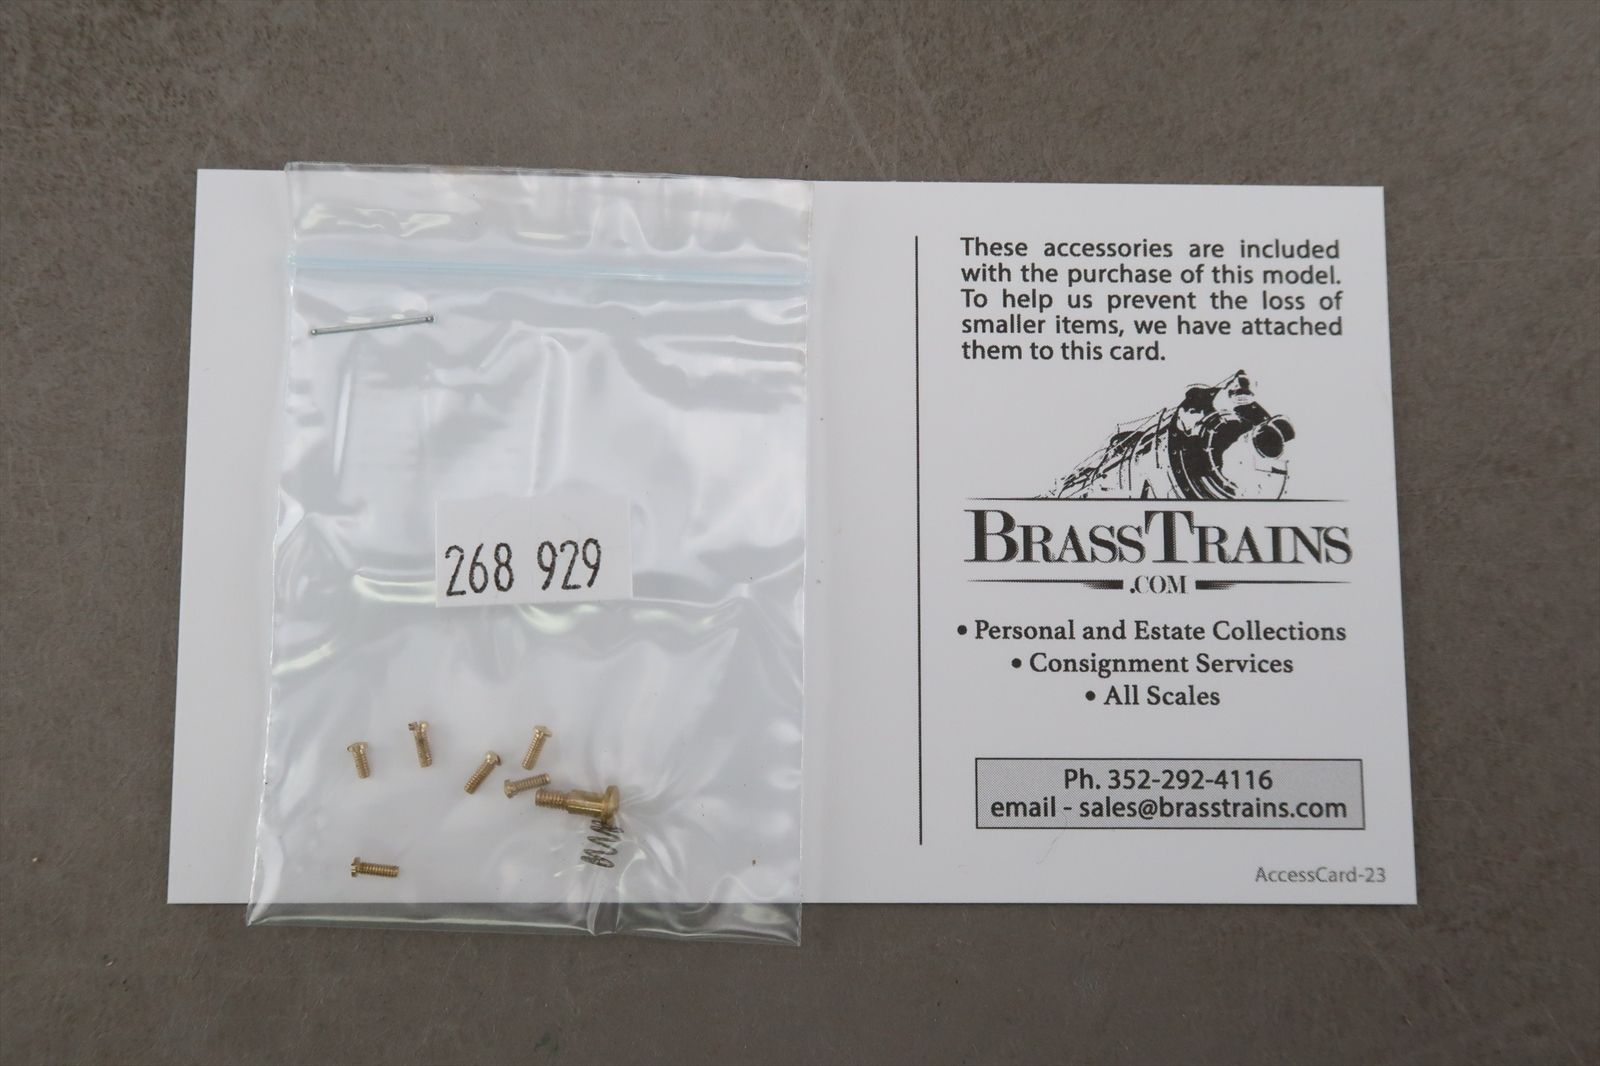 268 929
These accessories are included
with the purchase of this model.
To help us prevent the loss of
smaller items, we have attached
them to this card.
BRASSTRAINS
.COM
• Personal and Estate Collections
• Consignment Services
• All Scales
Ph. 352-292-4116
email - sales@brasstrains.com
AccessCard-23